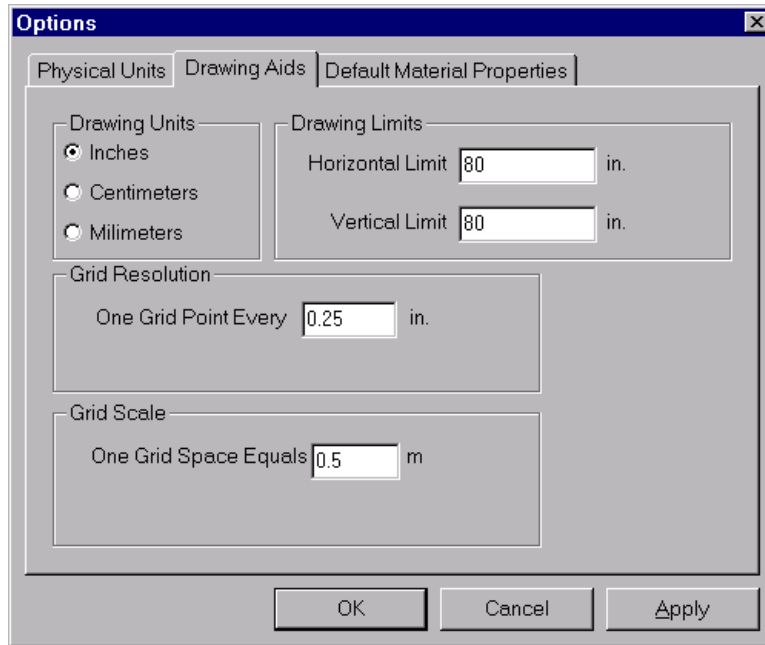 Options
Physical Units Drawing Aids Default Material Properties
Drawing Units
Inches
Centimeters
Milimeters
Drawing Limits
Horizontal Limit 80 in.
Vertical Limit 80 in.
Grid Resolution
One Grid Point Every 0.25 in.
Grid Scale
One Grid Space Equals 0.5 m
OK Cancel Apply